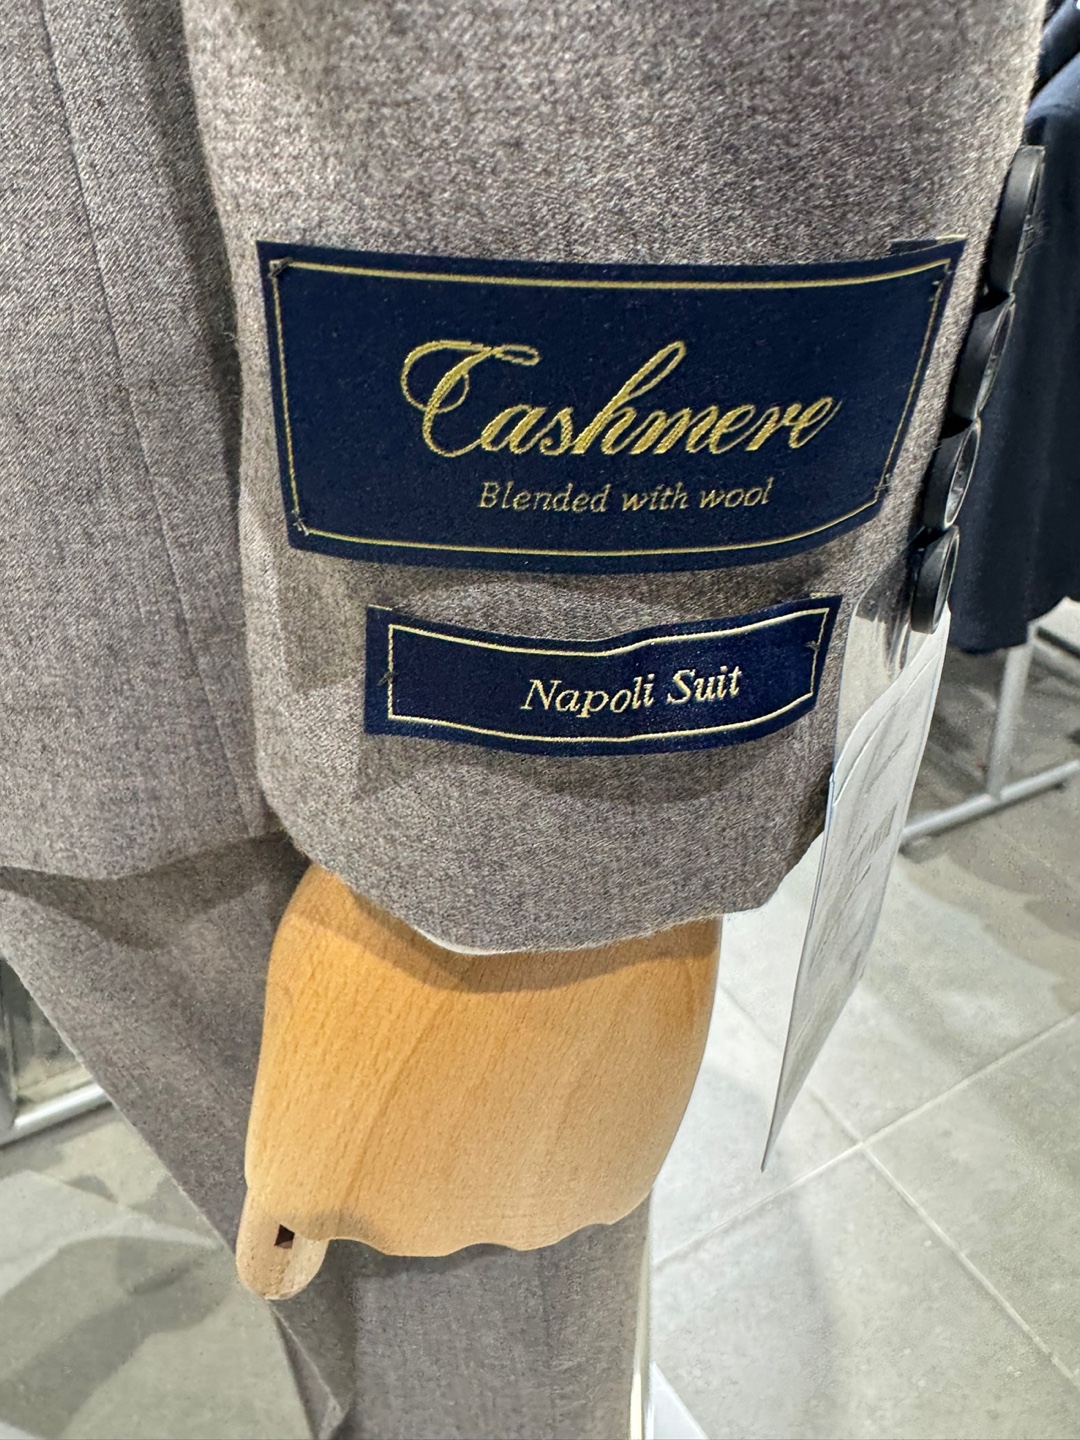 Cashmere
Blended with wool
Napoli Suit